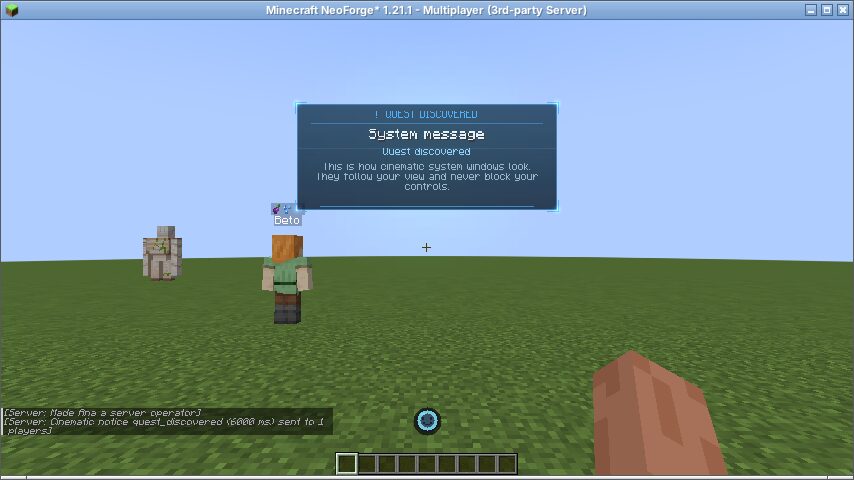 Minecraft NeoForge* 1.21.1 - Multiplayer (3rd-party Server)
! QUEST DISCOVERED
System message
Quest discovered
This is how cinematic system windows look.
They follow your view and never block your
controls.
Beto
[Server: Made Ana a server operator]
[Server: Cinematic notice quest_discovered (6000 ms) sent to 1
players]